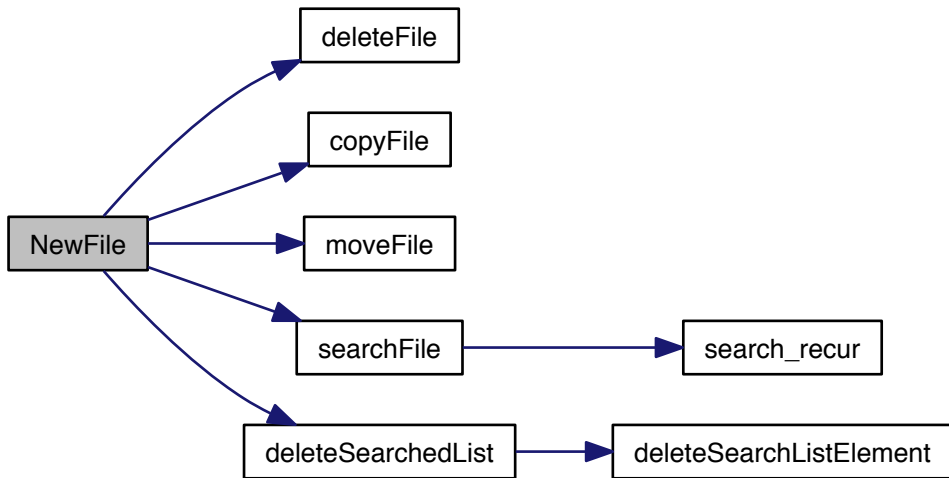 deleteFile
copyFile
NewFile
moveFile
searchFile
search_recur
deleteSearchedList
deleteSearchListElement